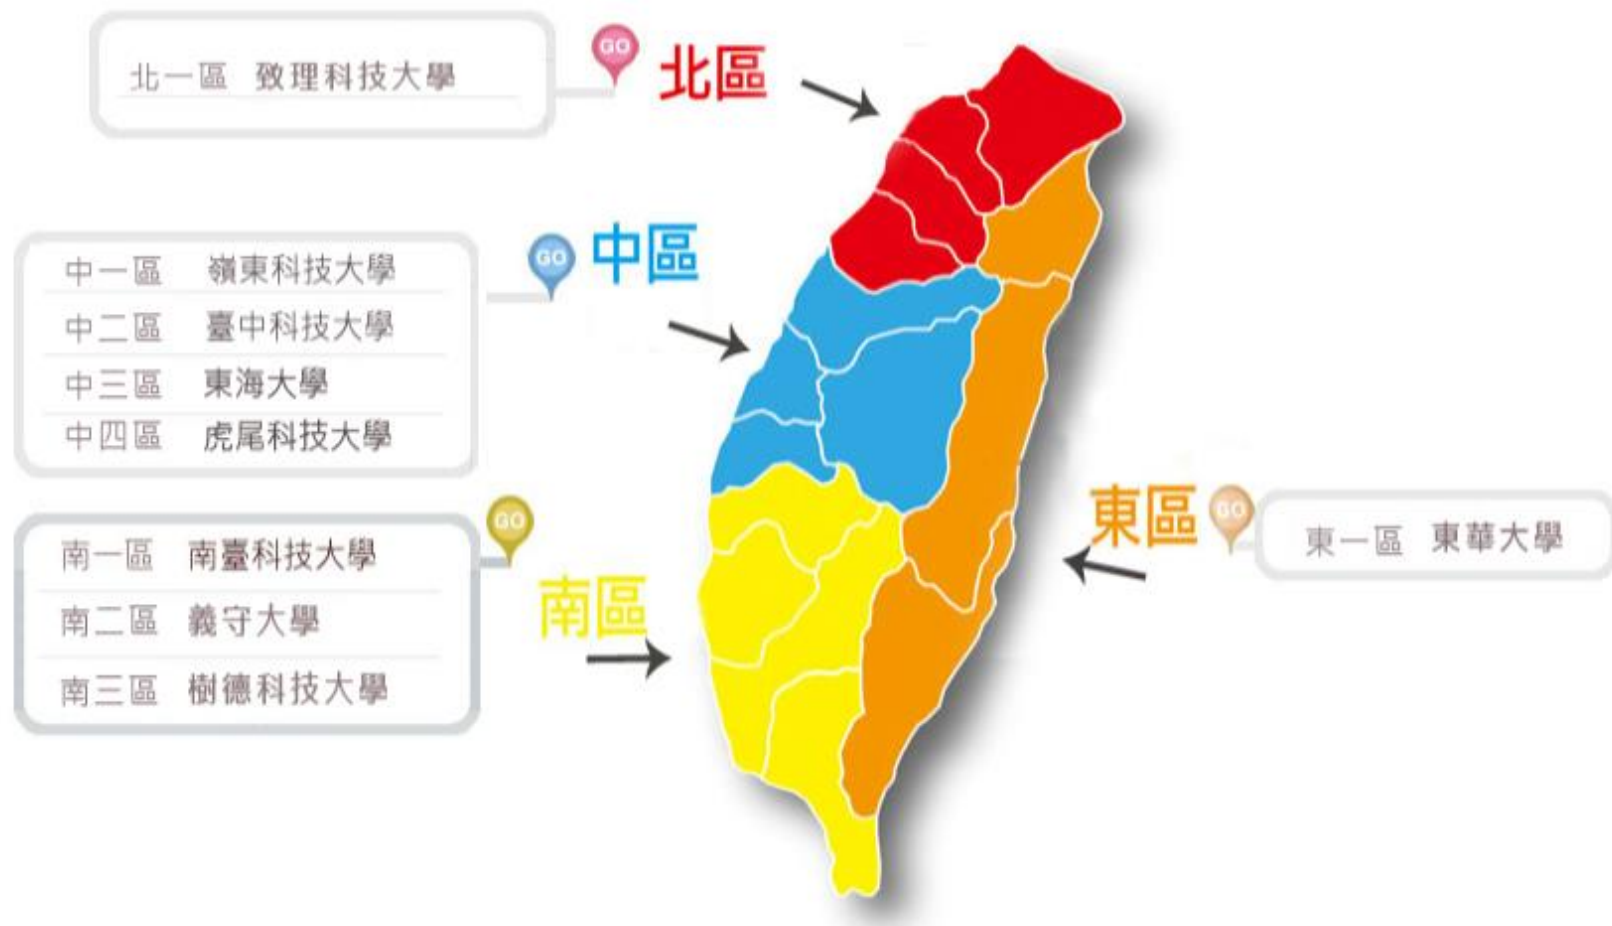 北一區 致理科技大學
GO
北區
中一區 嶺東科技大學
中二區 臺中科技大學
中三區 東海大學
中四區 虎尾科技大學
GO
中區
南一區 南臺科技大學
南二區 義守大學
南三區 樹德科技大學
GO
南區
東區
GO
東一區 東華大學